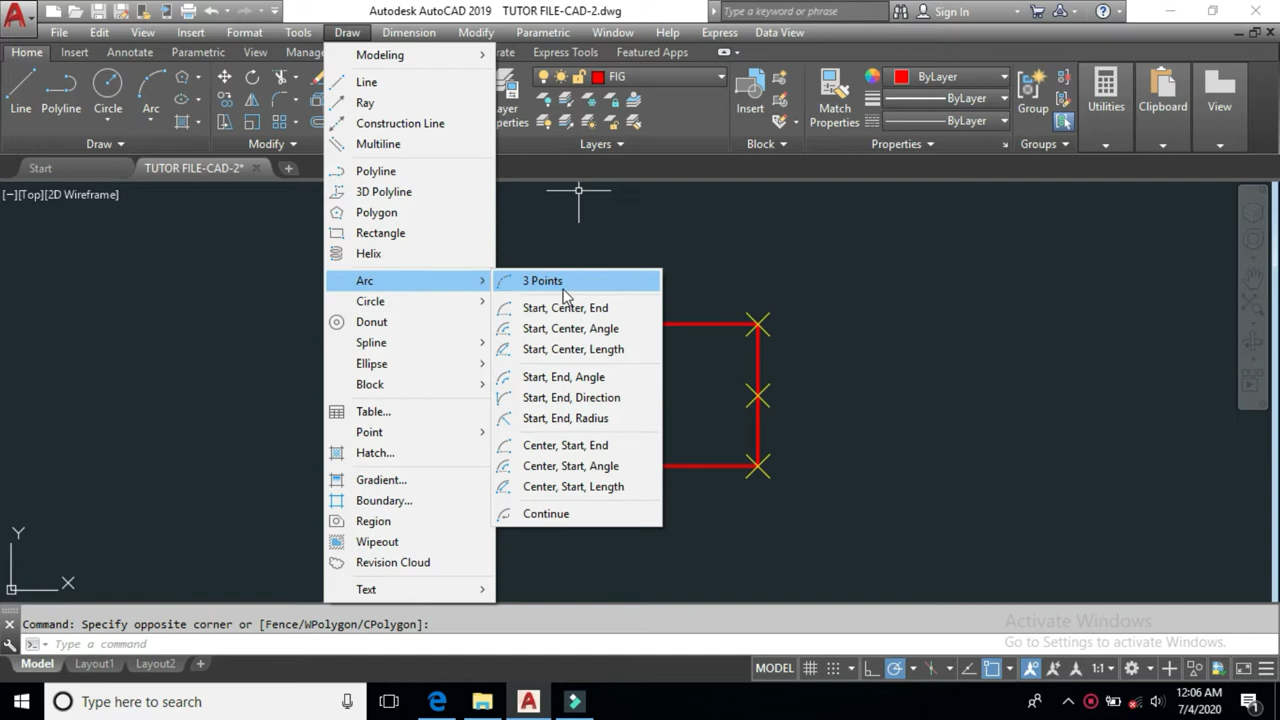 Autodesk AutoCAD 2019 TUTOR FILE-CAD-2.dwg
Type a keyword or phrase
Sign In
File Edit View Insert Format Tools Draw Dimension Modify Parametric Window Help Express Data View
Home Insert Annotate Parametric View Manag rate Express Tools Featured Apps
Line Polyline Circle Arc
Draw
Modify
ayer
operties
FIG
Layers
Insert
Block
Match
Properties
ByLayer
ByLayer
ByLayer
Properties
Group
Groups
Utilities
Clipboard
View
Start
TUTOR FILE-CAD-2*
[−][Top][2D Wireframe]
Modeling
Line
Ray
Construction Line
Multiline
Polyline
3D Polyline
Polygon
Rectangle
Helix
Arc
Circle
Donut
Spline
Ellipse
Block
Table...
Point
Hatch...
Gradient...
Boundary...
Region
Wipeout
Revision Cloud
Text
3 Points
Start, Center, End
Start, Center, Angle
Start, Center, Length
Start, End, Angle
Start, End, Direction
Start, End, Radius
Center, Start, End
Center, Start, Angle
Center, Start, Length
Continue
Y
X
Command: Specify opposite corner or [Fence/WPolygon/CPolygon]:
Type a command
Activate Windows
Go to Settings to activate Windows.
Model Layout1 Layout2 +
MODEL
1:1
Type here to search
12:06 AM
7/4/2020
1